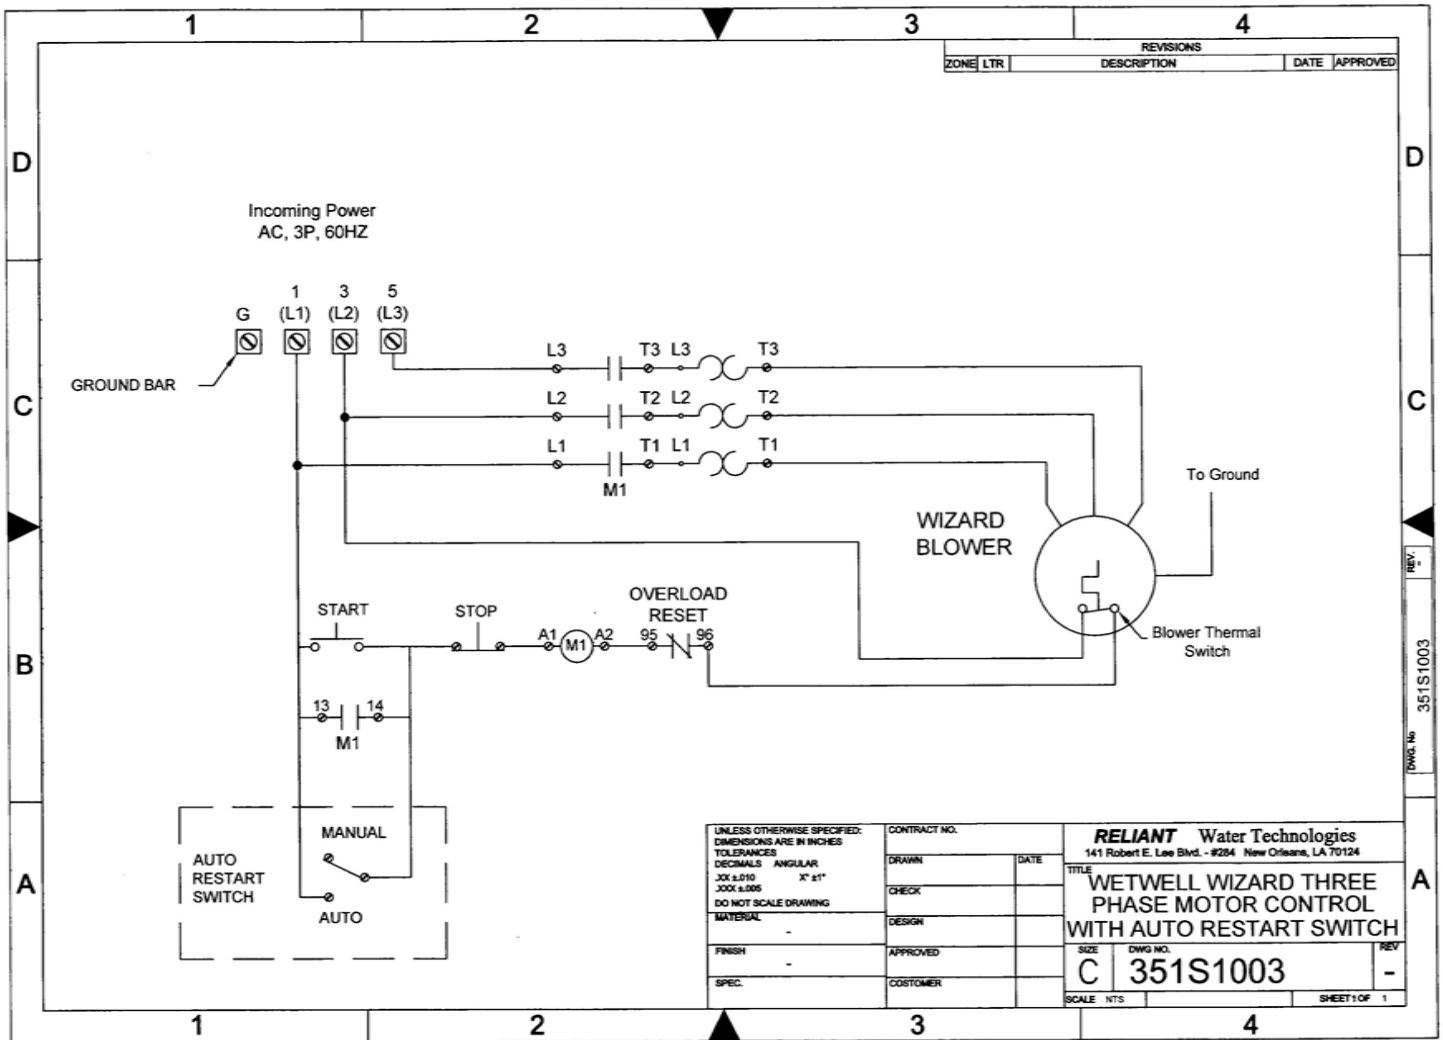 1 2 3 4
REVISIONS
ZONE LTR DESCRIPTION DATE APPROVED
D D
Incoming Power
AC, 3P, 60HZ
1 3 5
G (L1) (L2) (L3)
GROUND BAR
L3 T3 L3 T3
L2 T2 L2 T2
L1 T1 L1 T1
M1
C C
To Ground
WIZARD
BLOWER
START STOP
OVERLOAD
RESET
A1 M1 A2 95 96
Blower Thermal
Switch
B B
13 14
M1
REV.
-
351S1003
DWG. No
MANUAL
AUTO
RESTART
SWITCH
AUTO
A A
UNLESS OTHERWISE SPECIFIED:
DIMENSIONS ARE IN INCHES
TOLERANCES
DECIMALS ANGULAR
.XX ±.010 X° ±1°
.XXX ±.005
DO NOT SCALE DRAWING
MATERIAL
-
FINISH
-
SPEC.
CONTRACT NO.
DRAWN DATE
CHECK
DESIGN
APPROVED
COSTOMER
RELIANT Water Technologies
141 Robert E. Lee Blvd. - #284 New Orleans, LA 70124
TITLE
WETWELL WIZARD THREE
PHASE MOTOR CONTROL
WITH AUTO RESTART SWITCH
SIZE DWG NO. REV
C 351S1003 -
SCALE NTS SHEET 1 OF 1
1 2 3 4